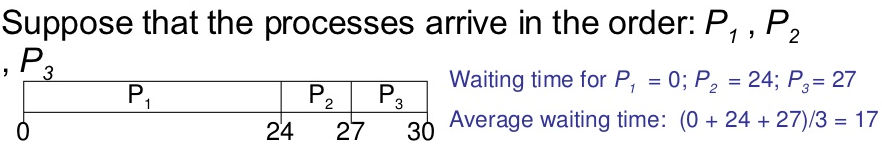 Suppose that the processes arrive in the order: P1 , P2
, P3
P1 P2 P3
0 24 27 30
Waiting time for P1 = 0; P2 = 24; P3= 27
Average waiting time: (0 + 24 + 27)/3 = 17